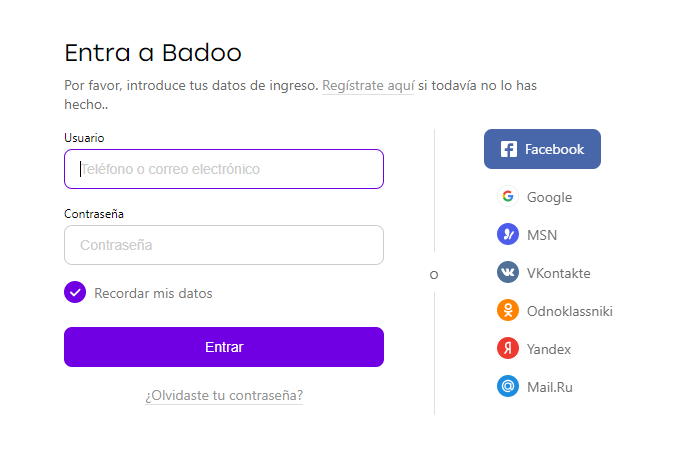 Entra a Badoo
Por favor, introduce tus datos de ingreso. Regístrate aquí si todavía no lo has
hecho..
Usuario
Teléfono o correo electrónico
Contraseña
Contraseña
Recordar mis datos
Entrar
¿Olvidaste tu contraseña?
o
Facebook
Google
MSN
VKontakte
Odnoklassniki
Yandex
Mail.Ru